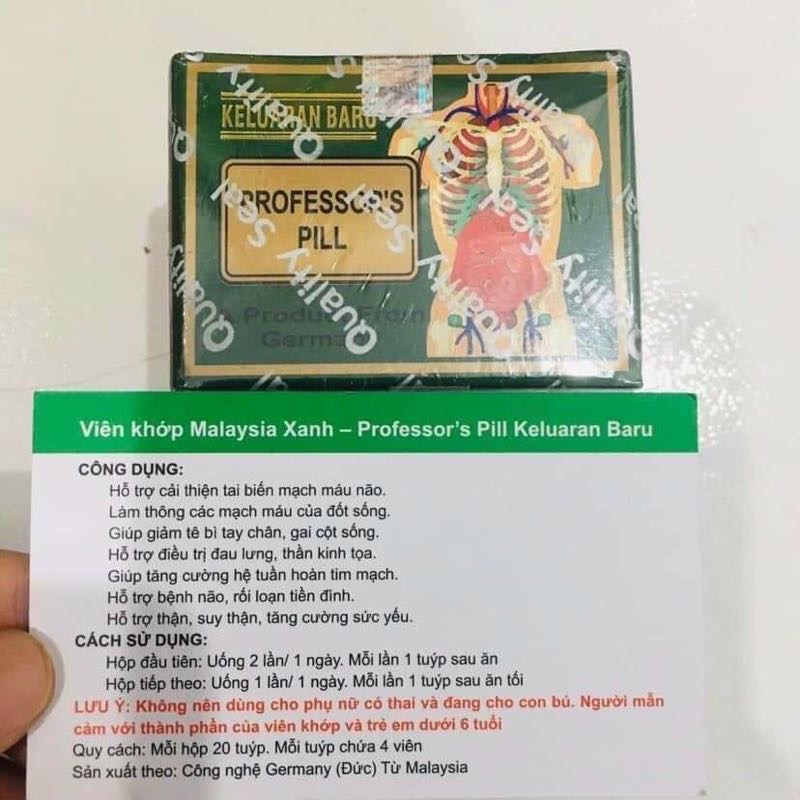 KELUARAN BARU
PROFESSOR'S
PILL
A Product From
Quality Seal
Quality Seal
Quality Seal
Quality
Quality
Viên khớp Malaysia Xanh – Professor's Pill Keluaran Baru
CÔNG DỤNG:
Hỗ trợ cải thiện tai biến mạch máu não.
Làm thông các mạch máu của đốt sống.
Giúp giảm tê bì tay chân, gai cột sống.
Hỗ trợ điều trị đau lưng, thần kinh tọa.
Giúp tăng cường hệ tuần hoàn tim mạch.
Hỗ trợ bệnh não, rối loạn tiền đình.
Hỗ trợ thận, suy thận, tăng cường sức yếu.
CÁCH SỬ DỤNG:
Hộp đầu tiên: Uống 2 lần/ 1 ngày. Mỗi lần 1 tuýp sau ăn
Hộp tiếp theo: Uống 1 lần/ 1 ngày. Mỗi lần 1 tuýp sau ăn tối
LƯU Ý: Không nên dùng cho phụ nữ có thai và đang cho con bú. Người mẫn
cảm với thành phần của viên khớp và trẻ em dưới 6 tuổi
Quy cách: Mỗi hộp 20 tuýp. Mỗi tuýp chứa 4 viên
Sản xuất theo: Công nghệ Germany (Đức) Từ Malaysia